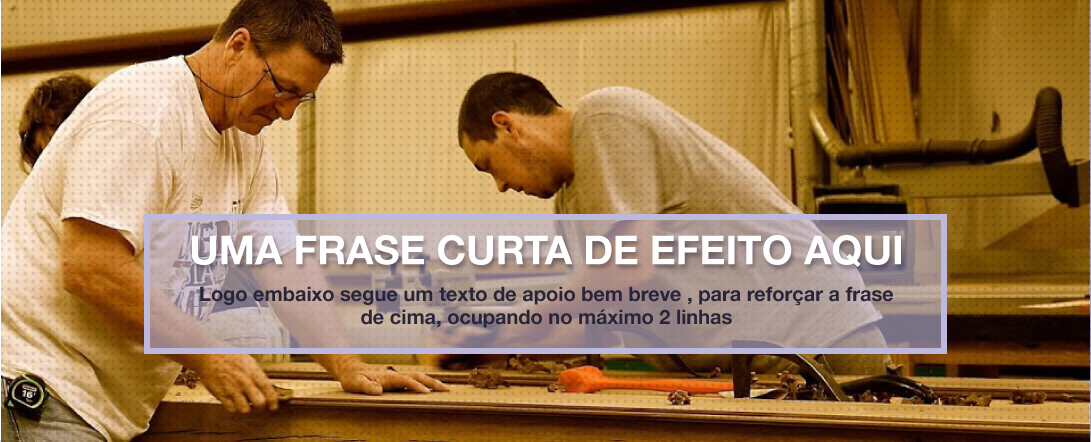 UMA FRASE CURTA DE EFEITO AQUI
Logo embaixo segue um texto de apoio bem breve , para reforçar a frase
de cima, ocupando no máximo 2 linhas
16'